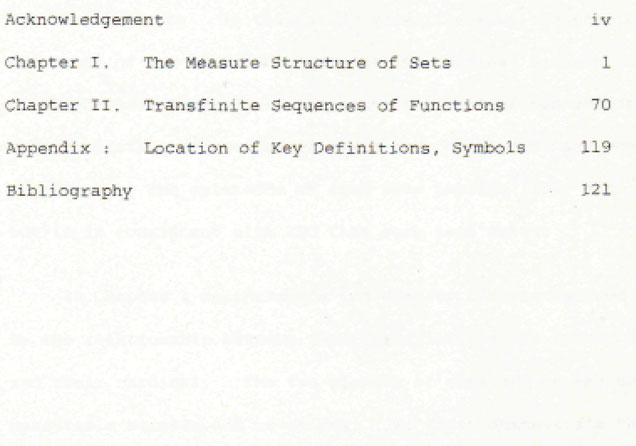 Acknowledgement iv
Chapter I. The Measure Structure of Sets 1
Chapter II. Transfinite Sequences of Functions 70
Appendix : Location of Key Definitions, Symbols 119
Bibliography 121